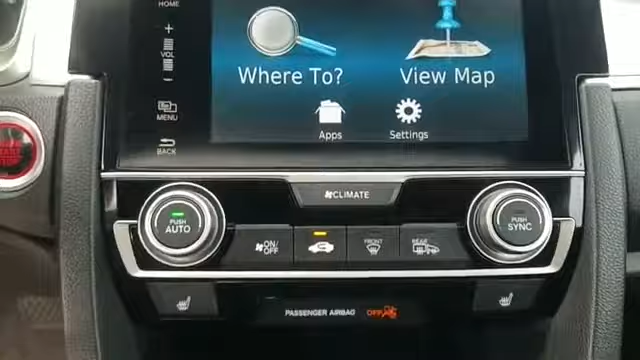 HOME
+
VOL
-
MENU
BACK
Where To?
View Map
Apps
Settings
CLIMATE
PUSH
AUTO
ON/
OFF
FRONT
REAR
PUSH
SYNC
PASSENGER AIRBAG
OFF